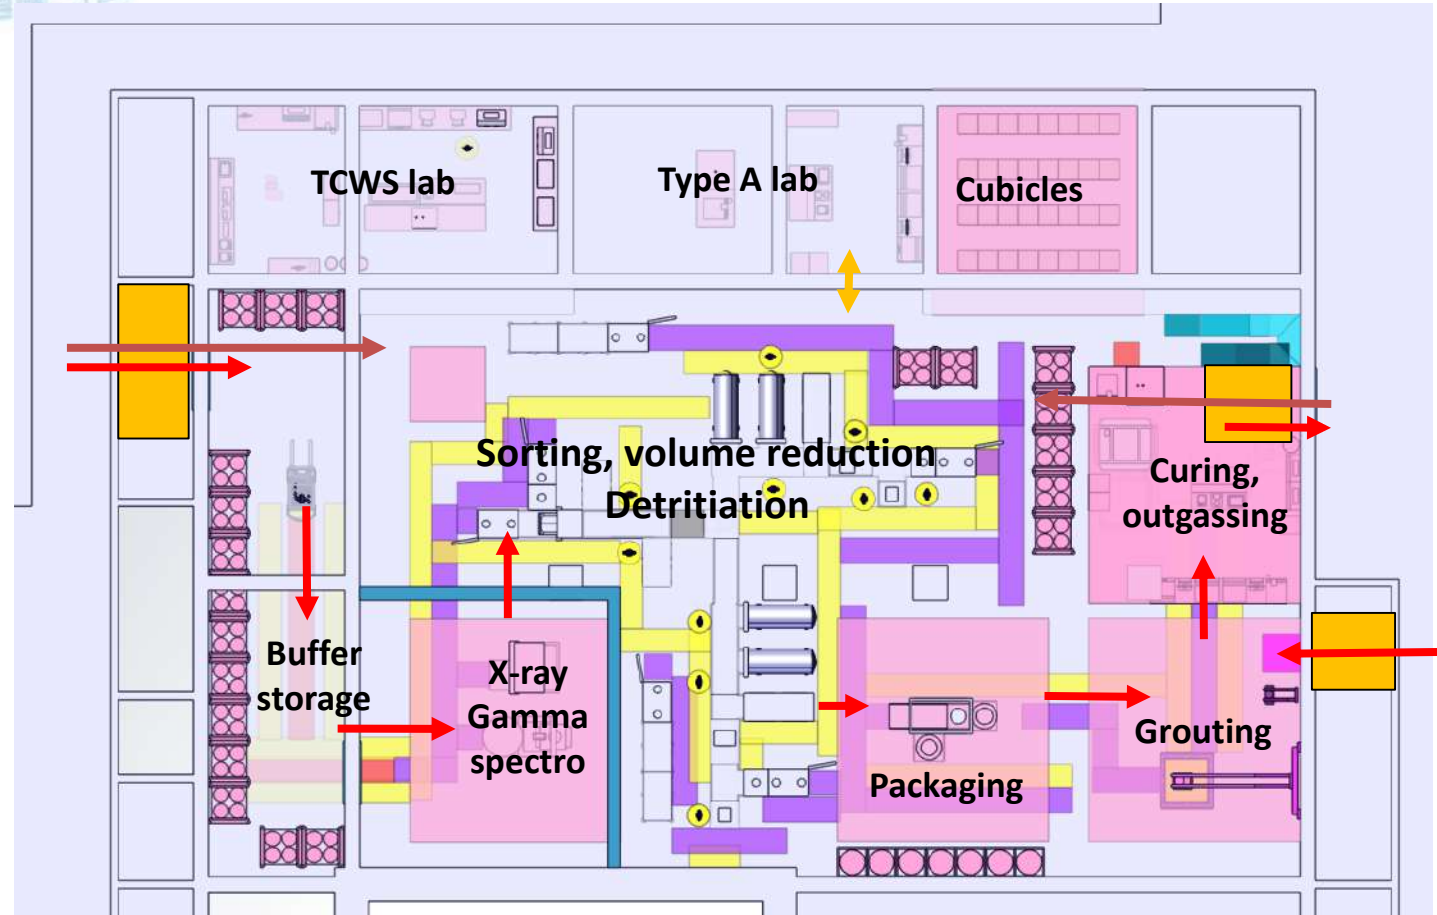 TCWS lab
Type A lab
Cubicles
Sorting, volume reduction
Detritiation
Curing,
outgassing
Buffer
storage
X-ray
Gamma
spectro
Packaging
Grouting